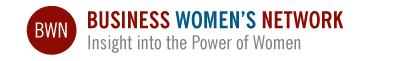 BWN
BUSINESS WOMEN'S NETWORK
Insight into the Power of Women